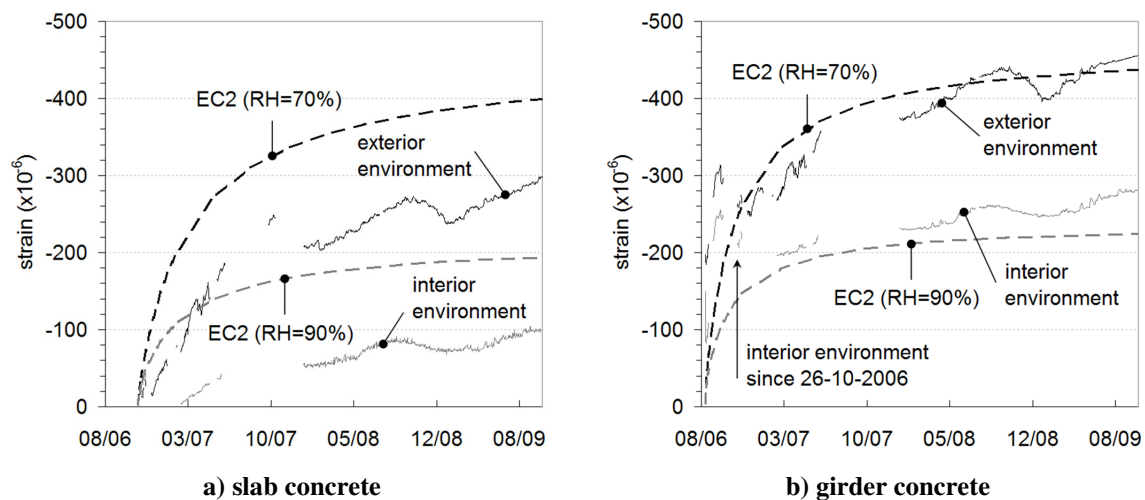 -500
-400
-300
-200
-100
0
strain (x10-6)
08/06
03/07
10/07
05/08
12/08
08/09
EC2 (RH=70%)
exterior
environment
interior
environment
EC2 (RH=90%)
a) slab concrete
-500
-400
-300
-200
-100
0
strain (x10-6)
08/06
03/07
10/07
05/08
12/08
08/09
EC2 (RH=70%)
exterior
environment
interior
environment
EC2 (RH=90%)
interior environment
since 26-10-2006
b) girder concrete